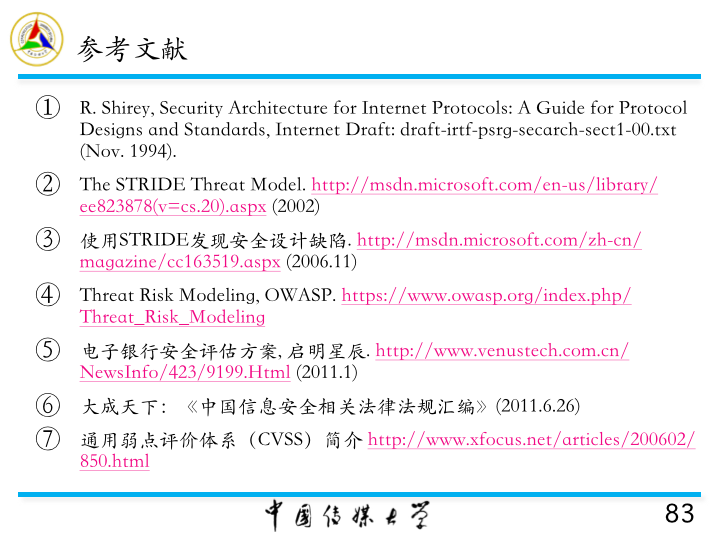 参考文献
① R. Shirey, Security Architecture for Internet Protocols: A Guide for Protocol
Designs and Standards, Internet Draft: draft-irtf-psrg-secarch-sect1-00.txt
(Nov. 1994).
② The STRIDE Threat Model. http://msdn.microsoft.com/en-us/library/
ee823878(v=cs.20).aspx (2002)
③ 使用STRIDE发现安全设计缺陷. http://msdn.microsoft.com/zh-cn/
magazine/cc163519.aspx (2006.11)
④ Threat Risk Modeling, OWASP. https://www.owasp.org/index.php/
Threat_Risk_Modeling
⑤ 电子银行安全评估方案, 启明星辰. http://www.venustech.com.cn/
NewsInfo/423/9199.Html (2011.1)
⑥ 大成天下：《中国信息安全相关法律法规汇编》(2011.6.26)
⑦ 通用弱点评价体系（CVSS）简介 http://www.xfocus.net/articles/200602/
850.html
中国传媒大学
83